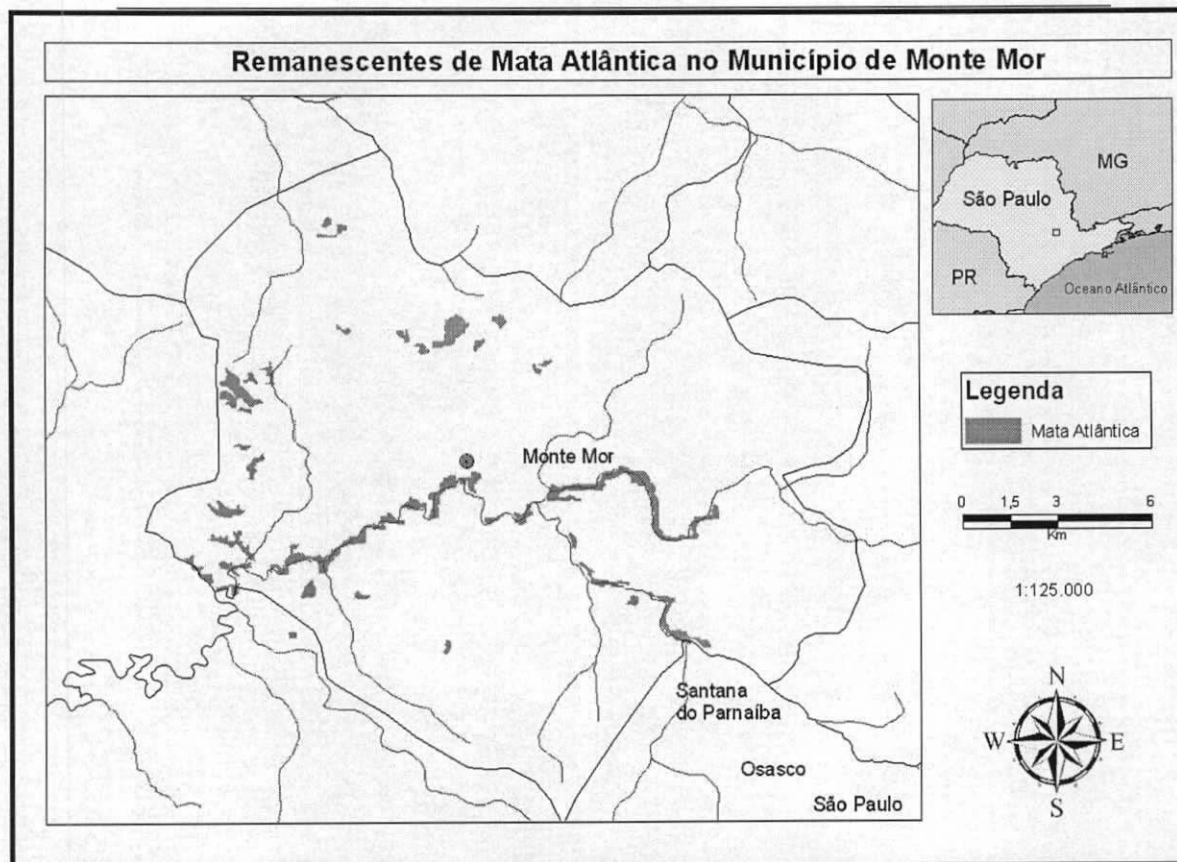 Remanescentes de Mata Atlântica no Município de Monte Mor
MG
São Paulo
PR
Oceano Atlântico
Legenda
Mata Atlântica
Monte Mor
0 1,5 3 6
Km
1:125.000
N
W E
S
Santana
do Parnaíba
Osasco
São Paulo